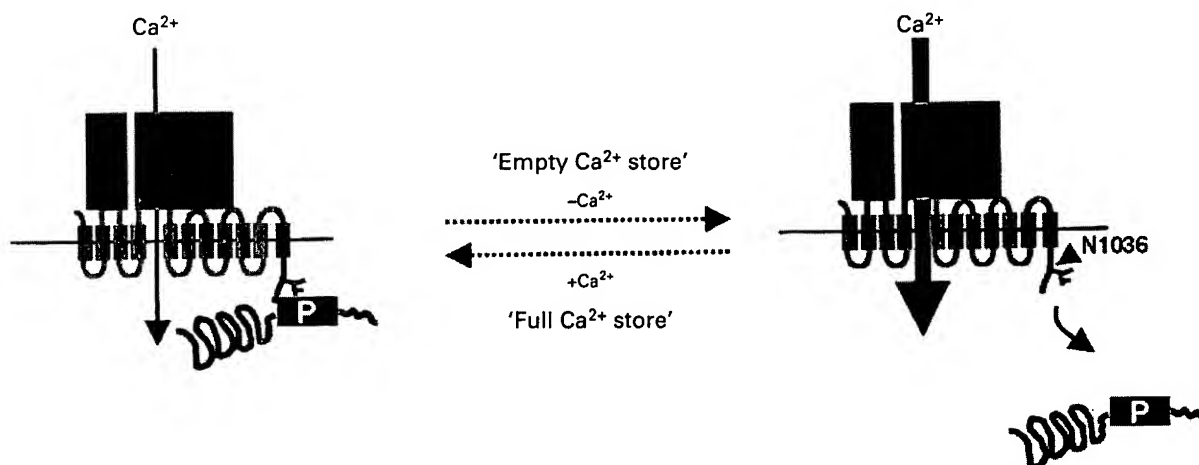 Ca²⁺
Ca²⁺
'Empty Ca²⁺ store'
–Ca²⁺
N1036
+Ca²⁺
P
'Full Ca²⁺ store'
P